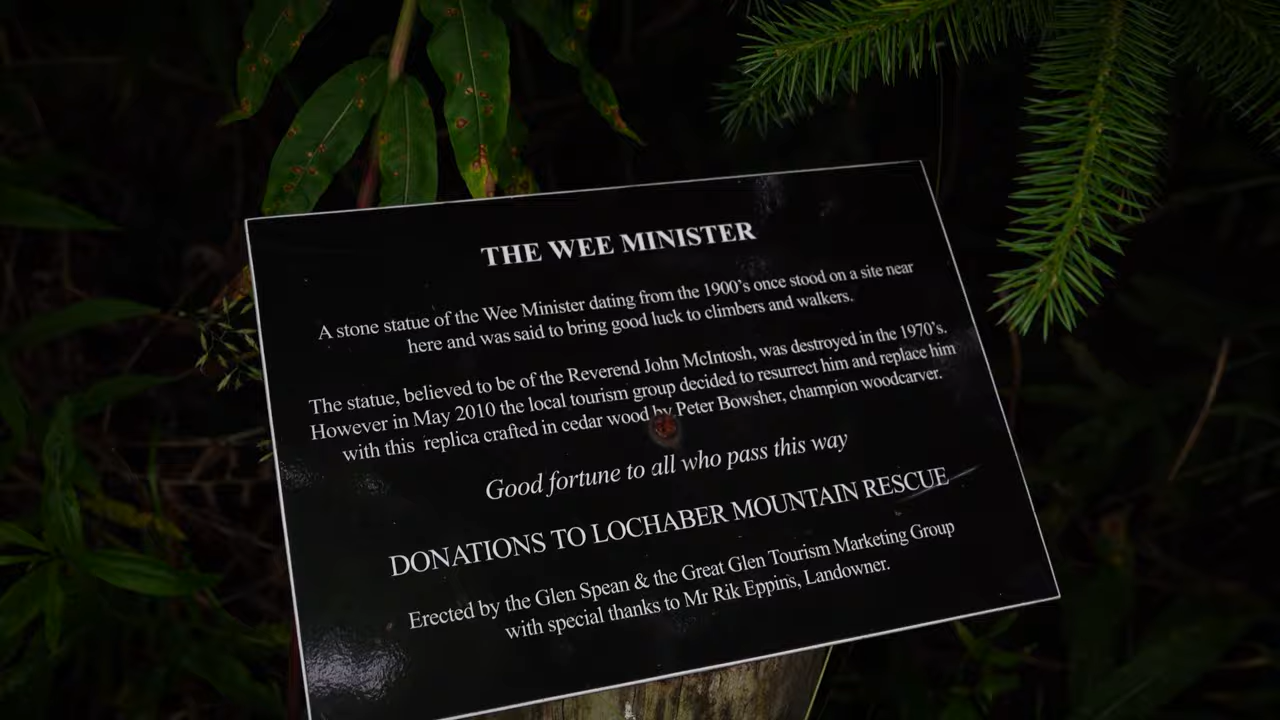 THE WEE MINISTER
A stone statue of the Wee Minister dating from the 1900's once stood on a site near
here and was said to bring good luck to climbers and walkers.
The statue, believed to be of the Reverend John McIntosh, was destroyed in the 1970's.
However in May 2010 the local tourism group decided to resurrect him and replace him
with this replica crafted in cedar wood by Peter Bowsher, champion woodcarver.
Good fortune to all who pass this way
DONATIONS TO LOCHABER MOUNTAIN RESCUE
Erected by the Glen Spean & the Great Glen Tourism Marketing Group
with special thanks to Mr Rik Eppins, Landowner.